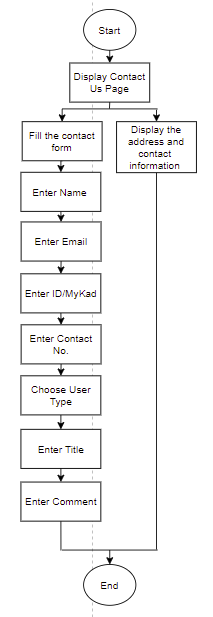 Start
Display Contact
Us Page
Fill the contact
form
Display the
address and
contact
information
Enter Name
Enter Email
Enter ID/MyKad
Enter Contact
No.
Choose User
Type
Enter Title
Enter Comment
End